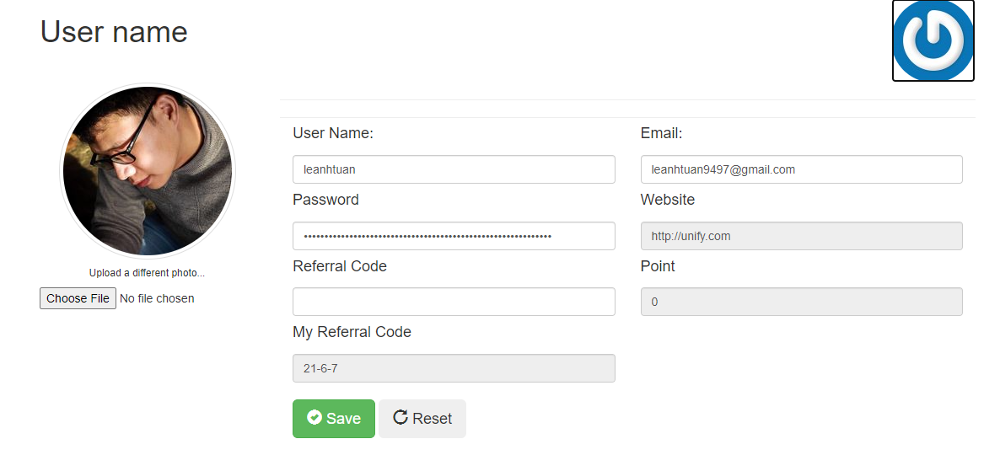 User name
Upload a different photo...
Choose File No file chosen
User Name:
Email:
leanhtuan
leanhtuan9497@gmail.com
Password
Website
••••••••••••••••••••••••••••••••••••••••••••••••••••••••••••
http://unify.com
Referral Code
Point
0
My Referral Code
21-6-7
Save
Reset